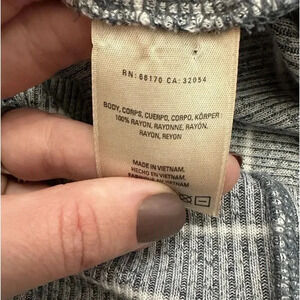 RN: 66170 CA: 32054
BODY, CORPS, CUERPO, CORPO, KÖRPER:
100% RAYON, RAYONNE, RAYÓN,
RAYON, REYON
MADE IN VIETNAM,
HECHO EN VIETNAM,